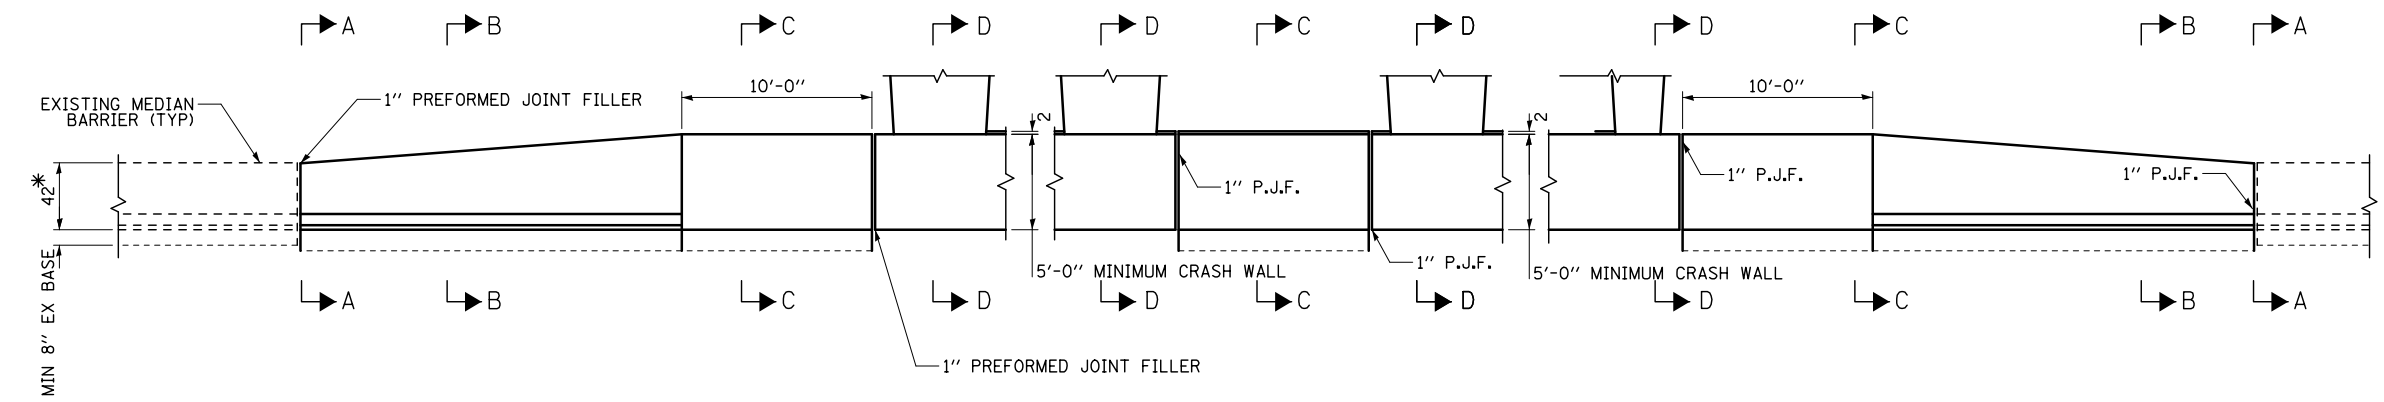 A B C D D C D D C B A
EXISTING MEDIAN
BARRIER (TYP)
1" PREFORMED JOINT FILLER
10'-0"
2
2
10'-0"
42*
1" P.J.F.
1" P.J.F.
1" P.J.F.
1" P.J.F.
5'-0" MINIMUM CRASH WALL
5'-0" MINIMUM CRASH WALL
MIN 8" EX BASE
A B C D D C D D C B A
1" PREFORMED JOINT FILLER